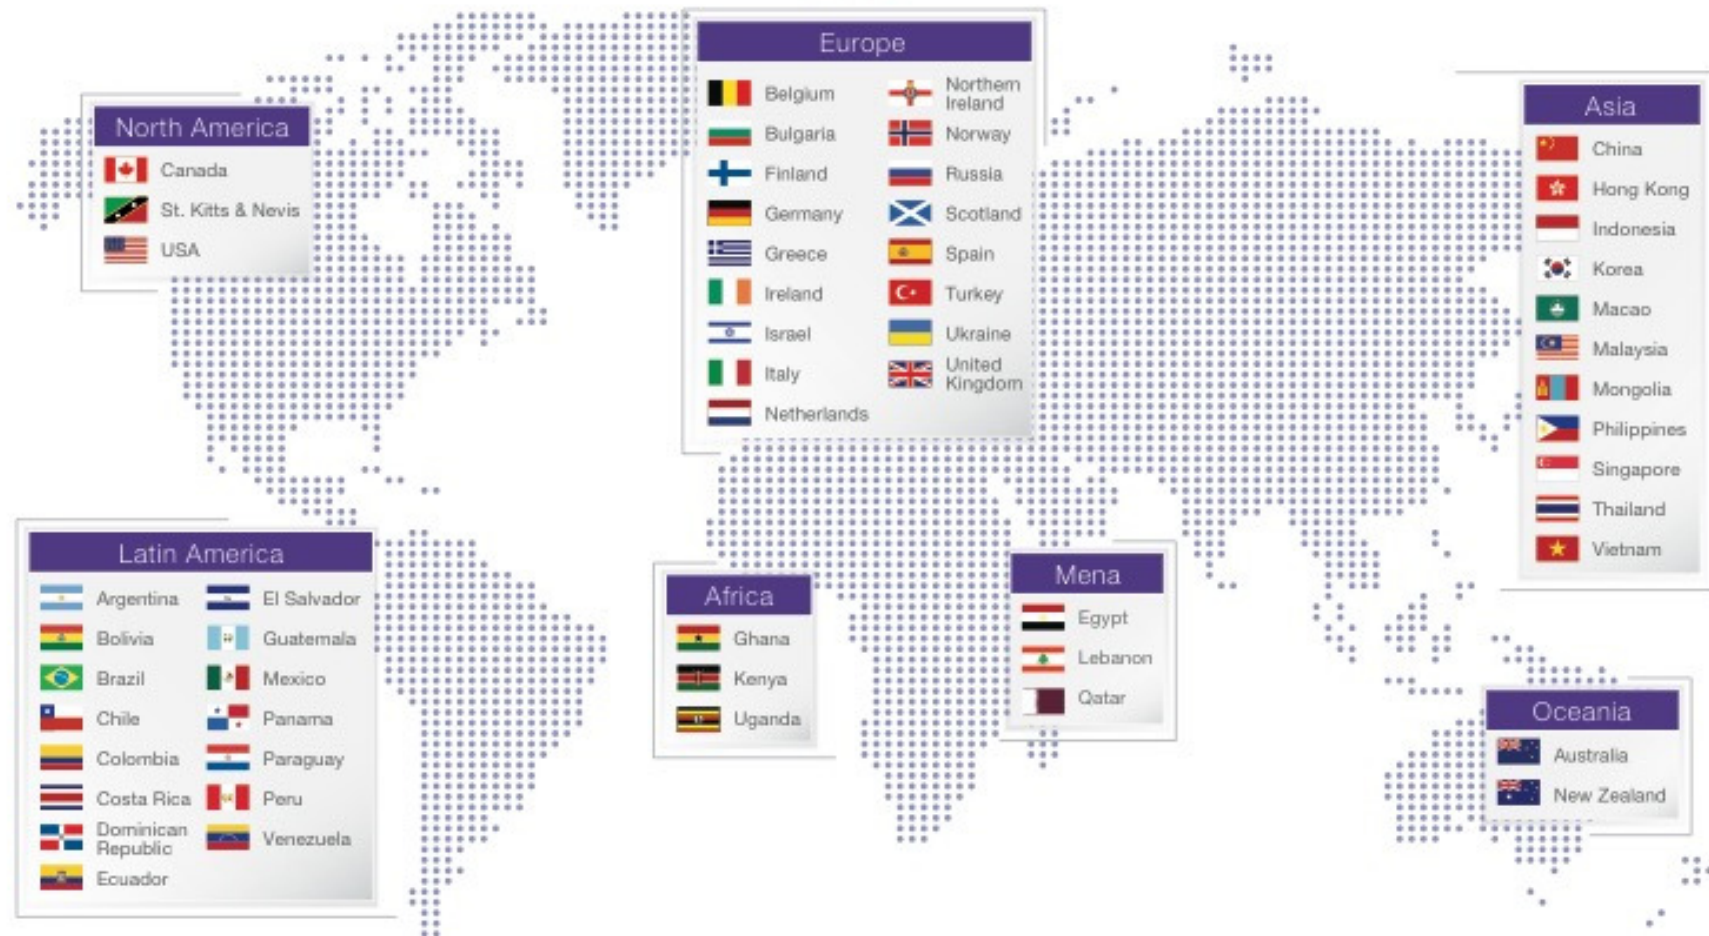 Europe
Belgium
Bulgaria
Finland
Germany
Greece
Ireland
Israel
Italy
Netherlands
Northern
Ireland
Norway
Russia
Scotland
Spain
Turkey
Ukraine
United
Kingdom
North America
Canada
St. Kitts & Nevis
USA
Asia
China
Hong Kong
Indonesia
Korea
Macao
Malaysia
Mongolia
Philippines
Singapore
Thailand
Vietnam
Latin America
Argentina
Bolivia
Brazil
Chile
Colombia
Costa Rica
Dominican
Republic
Ecuador
El Salvador
Guatemala
Mexico
Panama
Paraguay
Peru
Venezuela
Africa
Ghana
Kenya
Uganda
Mena
Egypt
Lebanon
Qatar
Oceania
Australia
New Zealand